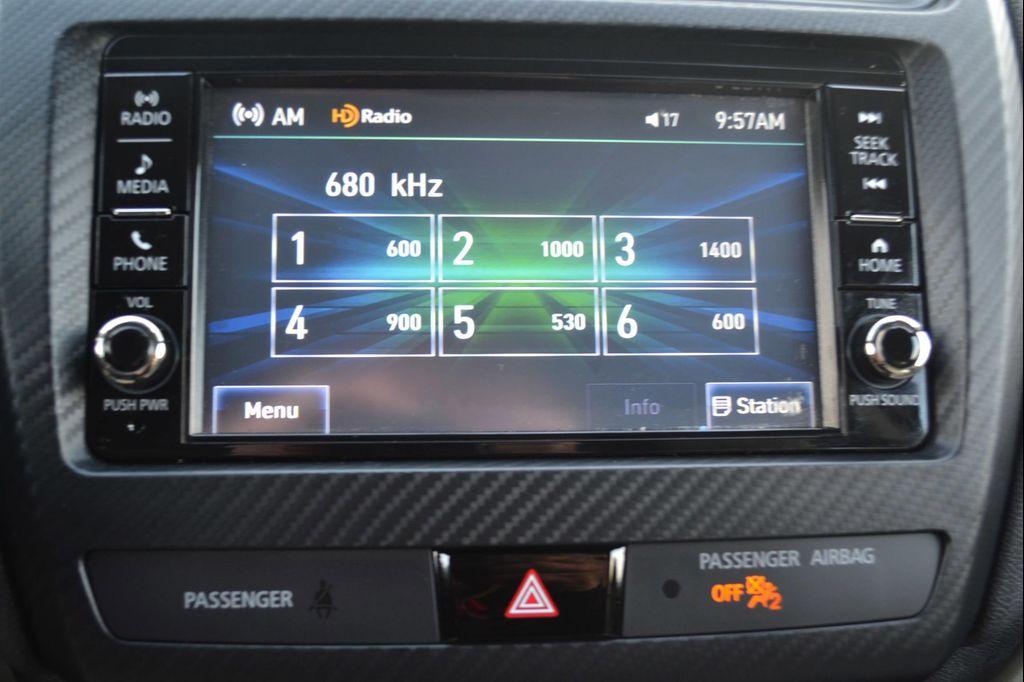 RADIO
MEDIA
PHONE
VOL
PUSH PWR
AM HD Radio 17 9:57AM
680 kHz
1 600 2 1000 3 1400
4 900 5 530 6 600
Menu Info Station
SEEK
TRACK
HOME
TUNE
PUSH SOUND
PASSENGER
PASSENGER AIRBAG
OFF 2